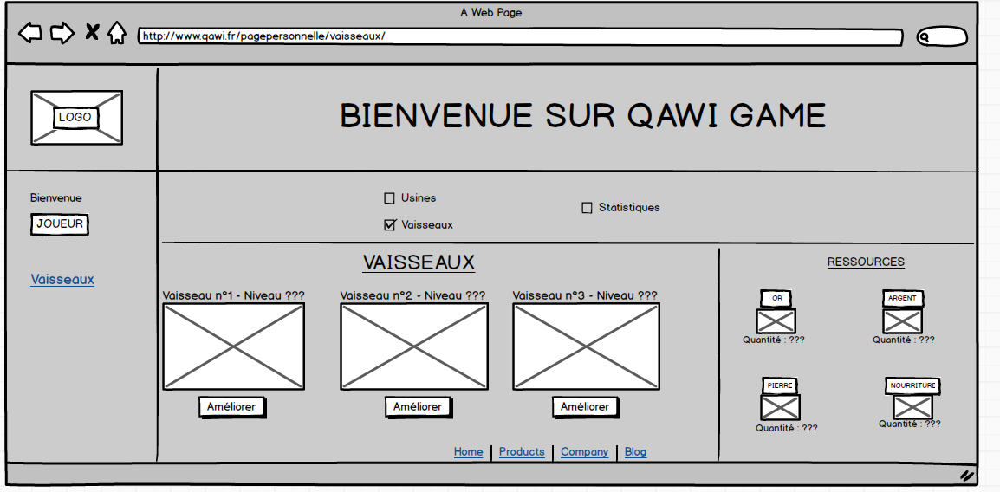 A Web Page
http://www.qawi.fr/pagepersonnelle/vaisseaux/
LOGO
BIENVENUE SUR QAWI GAME
Bienvenue
JOUEUR
Vaisseaux
Usines
Vaisseaux
Statistiques
VAISSEAUX
Vaisseau n°1 - Niveau ???
Vaisseau n°2 - Niveau ???
Vaisseau n°3 - Niveau ???
Améliorer
Améliorer
Améliorer
RESSOURCES
OR
Quantité : ???
ARGENT
Quantité : ???
PIERRE
Quantité : ???
NOURRITURE
Quantité : ???
Home | Products | Company | Blog